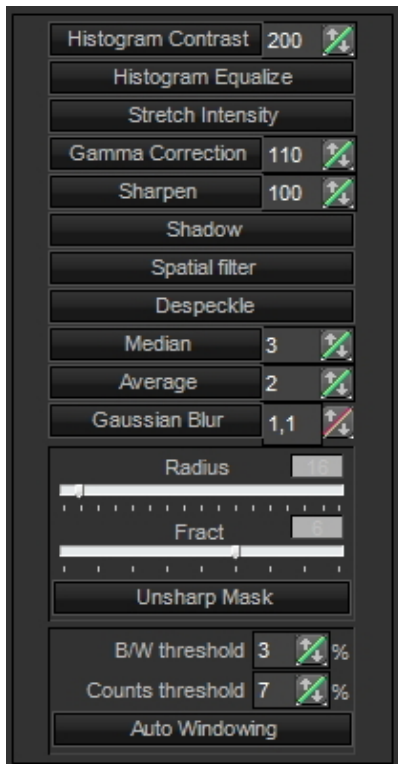 Histogram Contrast 200
Histogram Equalize
Stretch Intensity
Gamma Correction 110
Sharpen 100
Shadow
Spatial filter
Despeckle
Median 3
Average 2
Gaussian Blur 1,1
Radius 16
Fract 6
Unsharp Mask
B/W threshold 3 %
Counts threshold 7 %
Auto Windowing